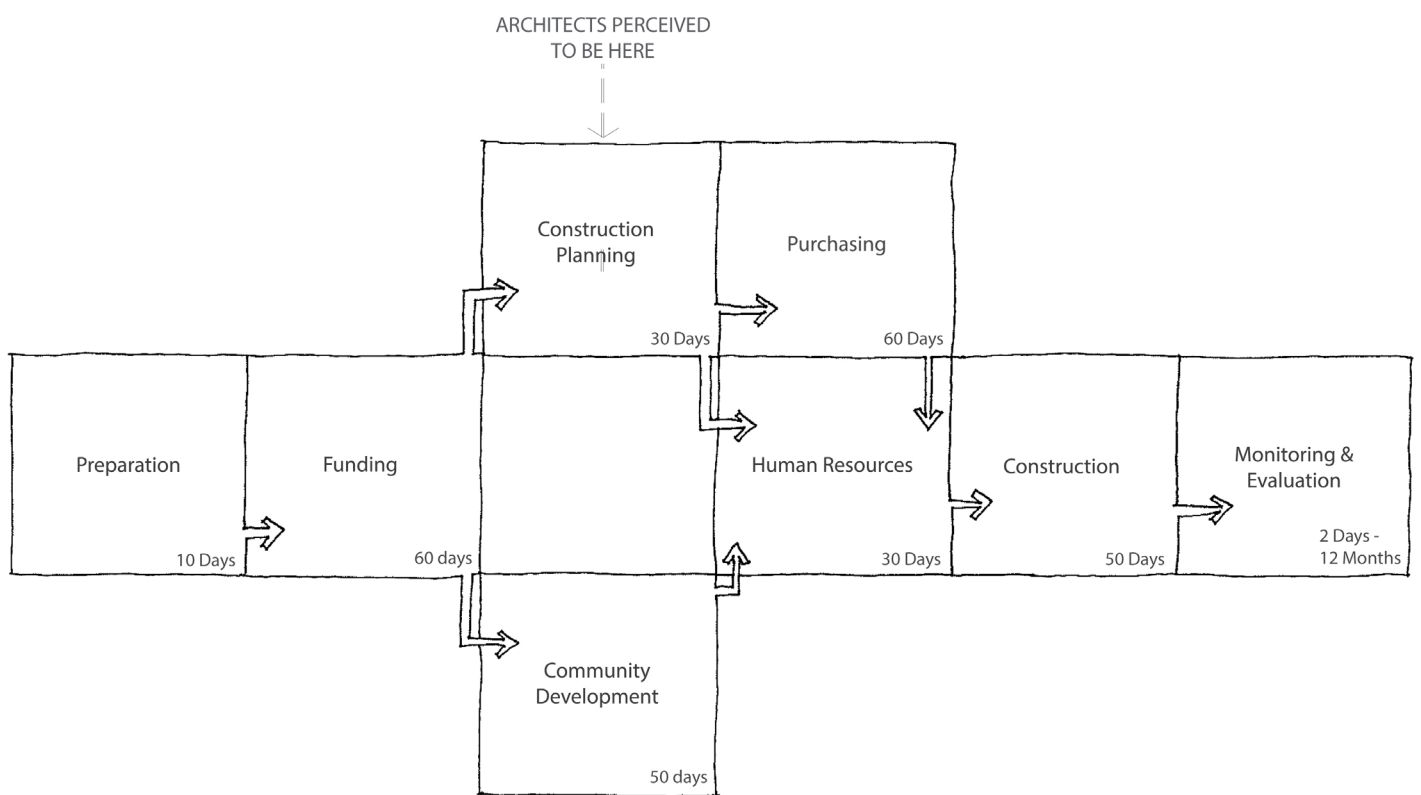 ARCHITECTS PERCEIVED
TO BE HERE
Construction
Planning
30 Days
Purchasing
60 Days
Preparation
10 Days
Funding
60 days
Human Resources
30 Days
Construction
50 Days
Monitoring &
Evaluation
2 Days -
12 Months
Community
Development
50 days